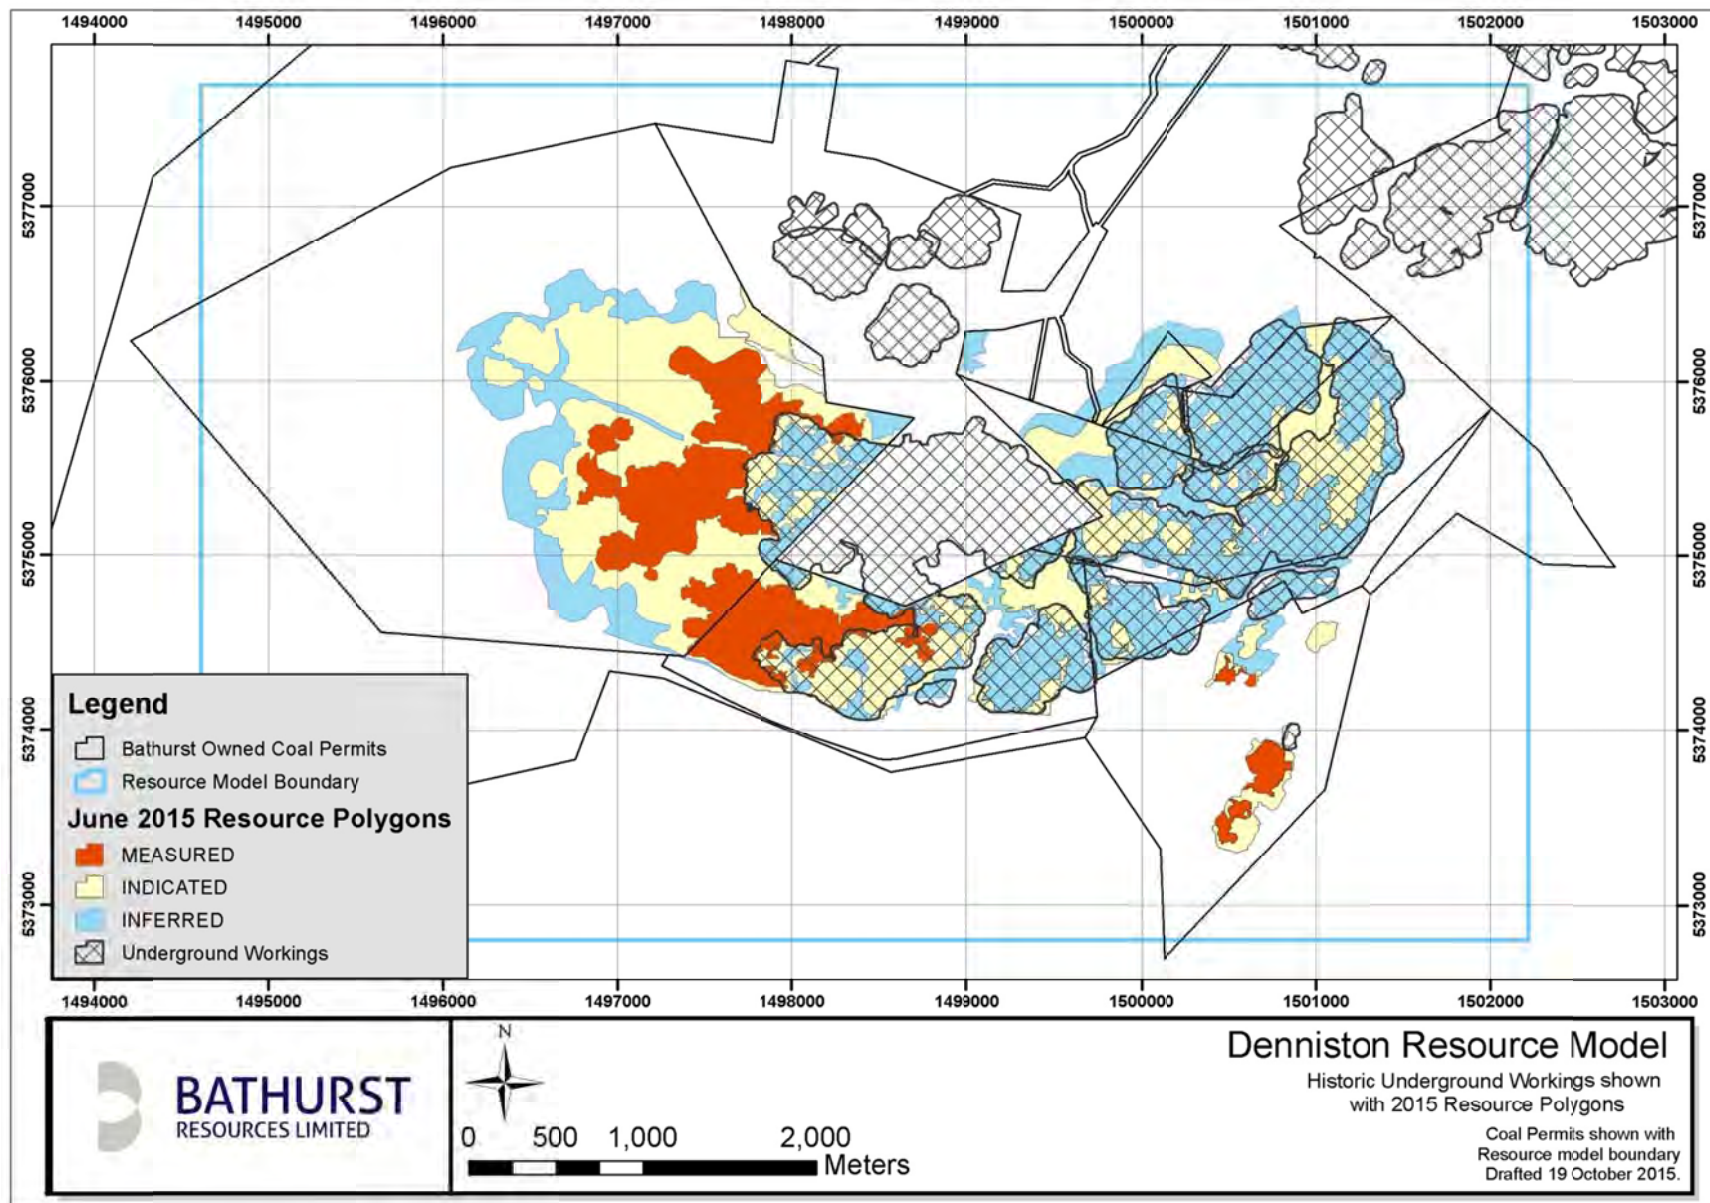 1494000 1495000 1496000 1497000 1498000 1499000 1500000 1501000 1502000 1503000
5377000
5376000
5375000
5374000
5373000
5377000
5376000
5375000
5374000
5373000
Legend
Bathurst Owned Coal Permits
Resource Model Boundary
June 2015 Resource Polygons
MEASURED
INDICATED
INFERRED
Underground Workings
1494000 1495000 1496000 1497000 1498000 1499000 1500000 1501000 1502000 1503000
BATHURST
RESOURCES LIMITED
N
0 500 1,000 2,000
Meters
Denniston Resource Model
Historic Underground Workings shown
with 2015 Resource Polygons
Coal Permits shown with
Resource model boundary
Drafted 19 October 2015.